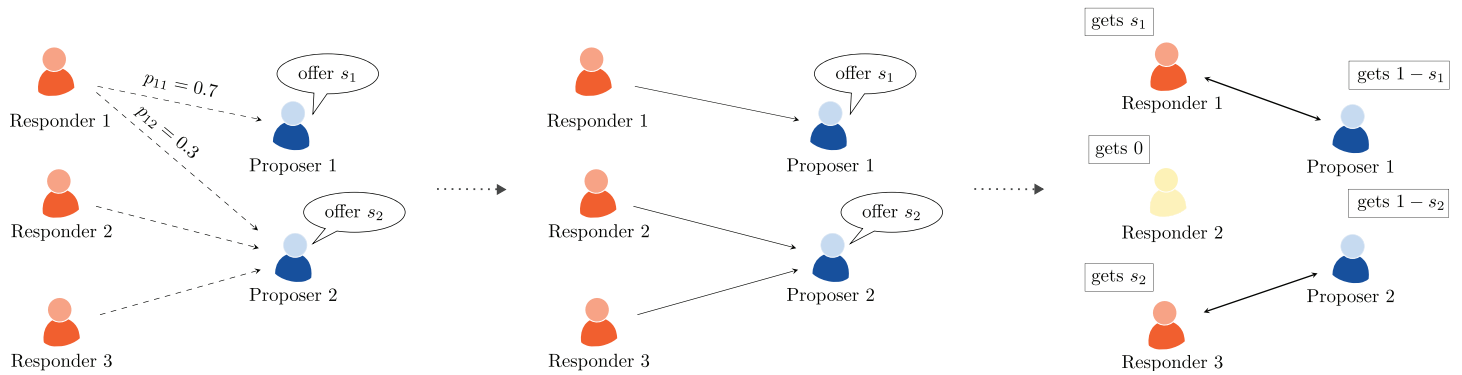 offer $s_1$
$p_{11} = 0.7$
Responder 1
$p_{12} = 0.3$
Proposer 1
offer $s_2$
Responder 2
Proposer 2
Responder 3
offer $s_1$
Responder 1
Proposer 1
offer $s_2$
Responder 2
Proposer 2
Responder 3
gets $s_1$
gets $1 - s_1$
Responder 1
gets 0
Proposer 1
gets $1 - s_2$
Responder 2
gets $s_2$
Proposer 2
Responder 3